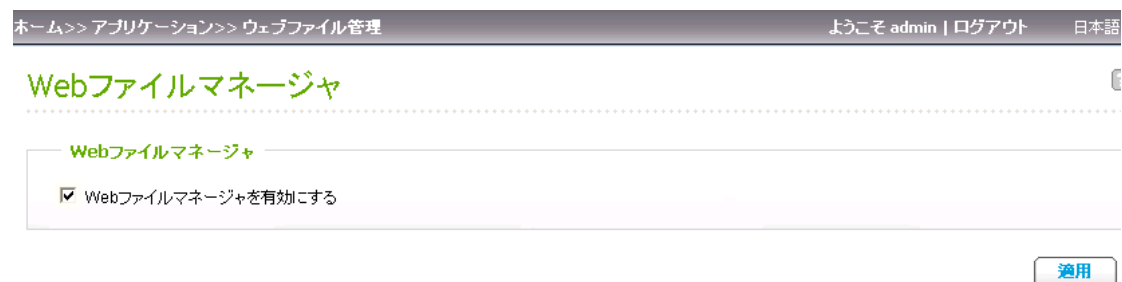 ホーム>> アプリケーション>> ウェブファイル管理
ようこそ admin | ログアウト 日本語
Webファイルマネージャ
Webファイルマネージャ
Webファイルマネージャを有効にする
適用